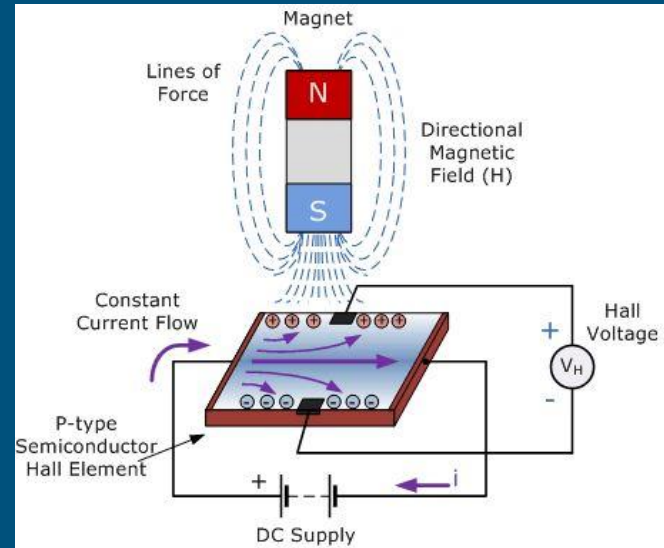 Magnet
Lines of
Force
N
Directional
Magnetic
Field (H)
S
Constant
Current Flow
+ + + + + +
Hall
Voltage
+
VH
-
- - - - - -
P-type
Semiconductor
Hall Element
+
i
DC Supply